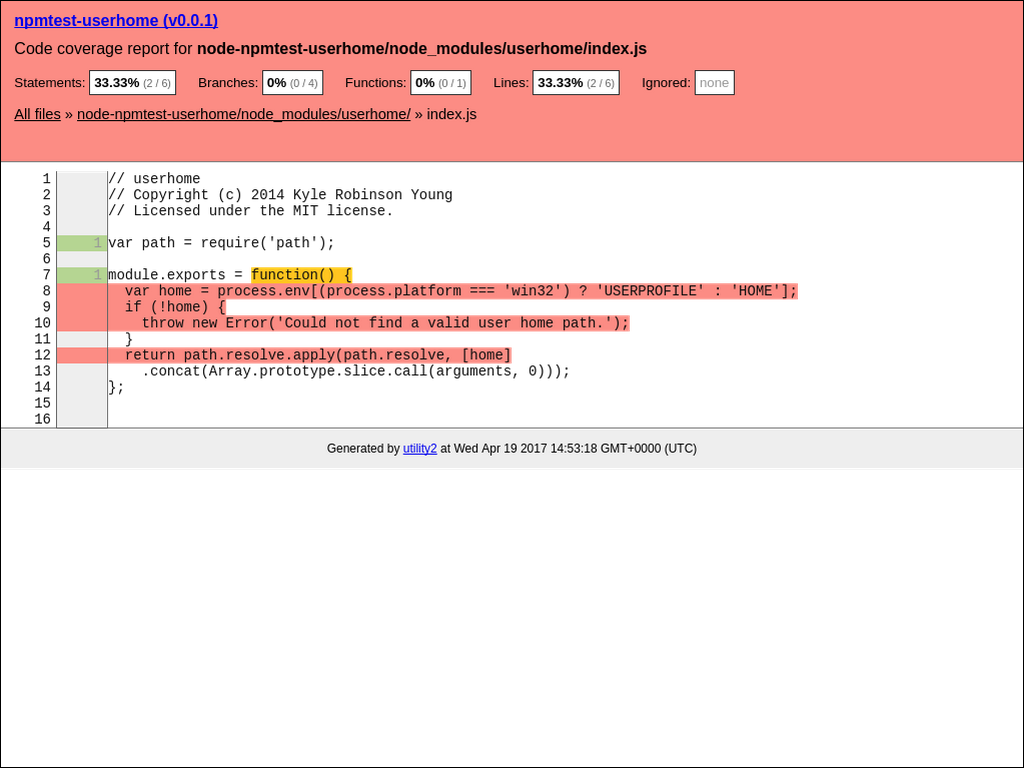 npmtest-userhome (v0.0.1)
Code coverage report for node-npmtest-userhome/node_modules/userhome/index.js
Statements: 33.33% (2 / 6) Branches: 0% (0 / 4) Functions: 0% (0 / 1) Lines: 33.33% (2 / 6) Ignored: none
All files » node-npmtest-userhome/node_modules/userhome/ » index.js
1 // userhome
2 // Copyright (c) 2014 Kyle Robinson Young
3 // Licensed under the MIT license.
4
5 1 var path = require('path');
6
7 1 module.exports = function() {
8 var home = process.env[(process.platform === 'win32') ? 'USERPROFILE' : 'HOME'];
9 if (!home) {
10 throw new Error('Could not find a valid user home path.');
11 }
12 return path.resolve.apply(path.resolve, [home]
13 .concat(Array.prototype.slice.call(arguments, 0)));
14 };
15
16
Generated by utility2 at Wed Apr 19 2017 14:53:18 GMT+0000 (UTC)